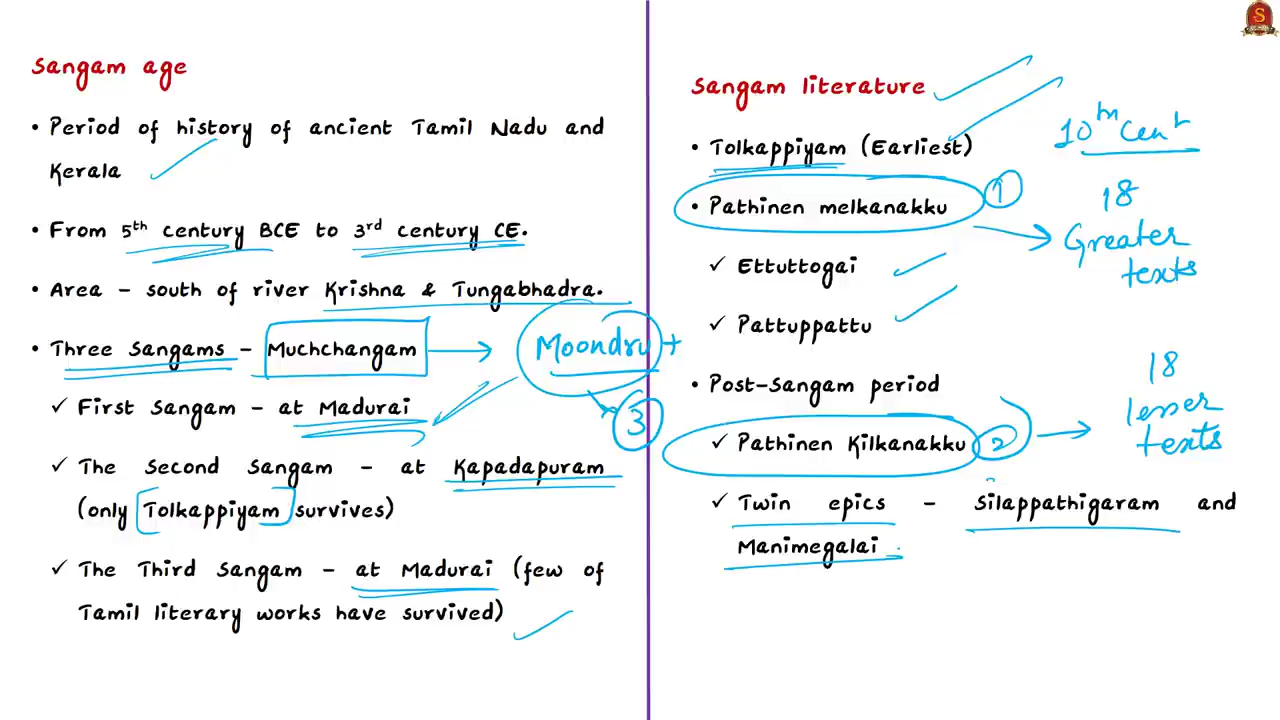 Sangam age
• Period of history of ancient Tamil Nadu and
Kerala
• From 5th century BCE to 3rd century CE.
• Area - south of river Krishna & Tungabhadra.
• Three Sangams - Muchchangam
Moondru +
3
✓ First Sangam - at Madurai
✓ The Second Sangam - at Kapadapuram
(only Tolkappiyam survives)
✓ The Third Sangam - at Madurai (few of
Tamil literary works have survived)
Sangam literature
• Tolkappiyam (Earliest)
10th Cent
• Pathinen melkanakku
1
18
Greater
texts
✓ Ettuttogai
✓ Pattuppattu
• Post-Sangam period
✓ Pathinen Kilkanakku
2
18
lesser
texts
✓ Twin epics - Silappathigaram and
Manimegalai
S